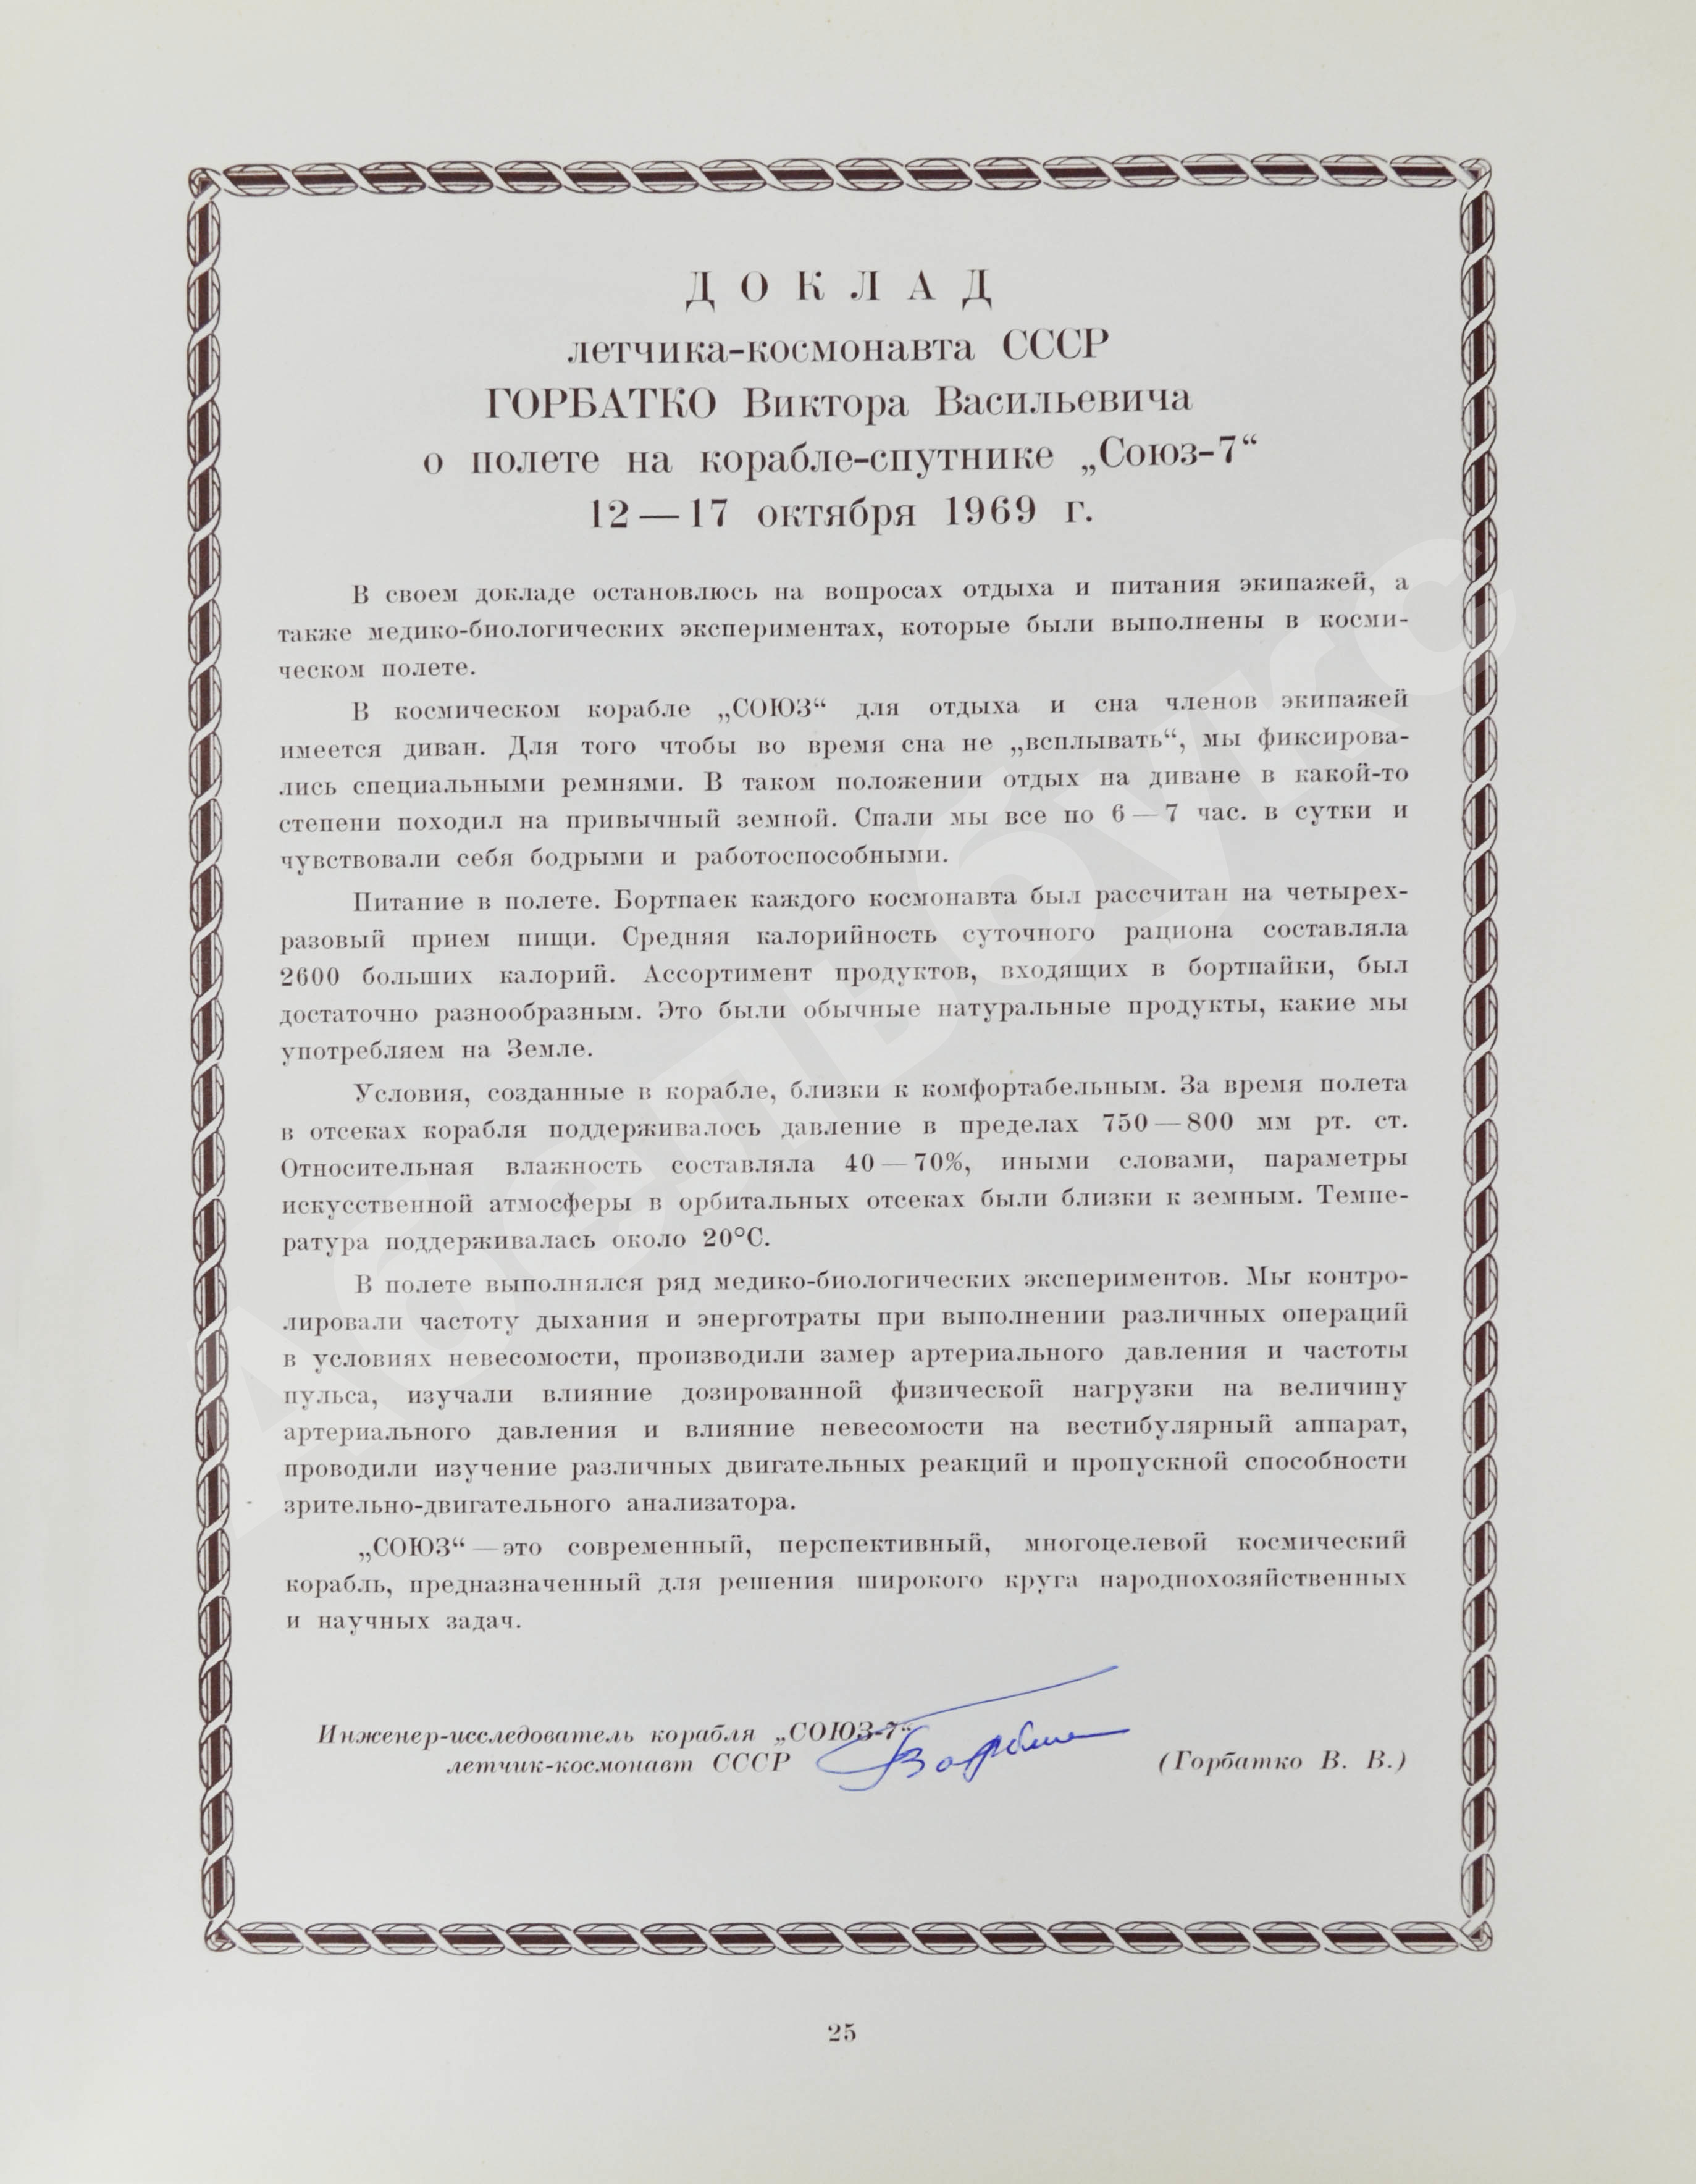 ДОКЛАД
летчика-космонавта СССР
ГОРБАТКО Виктора Васильевича
о полете на корабле-спутнике „Союз-7“
12—17 октября 1969 г.
В своем докладе остановлюсь на вопросах отдыха и питания экипажей, а
также медико-биологических экспериментах, которые были выполнены в косми-
ческом полете.
В космическом корабле „СОЮЗ“ для отдыха и сна членов экипажей
имеется диван. Для того чтобы во время сна не „всплывать“, мы фиксирова-
лись специальными ремнями. В таком положении отдых на диване в какой-то
степени походил на привычный земной. Спали мы все по 6—7 час. в сутки и
чувствовали себя бодрыми и работоспособными.
Питание в полете. Бортпаек каждого космонавта был рассчитан на четырех-
разовый прием пищи. Средняя калорийность суточного рациона составляла
2600 больших калорий. Ассортимент продуктов, входящих в бортпайки, был
достаточно разнообразным. Это были обычные натуральные продукты, какие мы
употребляем на Земле.
Условия, созданные в корабле, близки к комфортабельным. За время полета
в отсеках корабля поддерживалось давление в пределах 750—800 мм рт. ст.
Относительная влажность составляла 40—70%, иными словами, параметры
искусственной атмосферы в орбитальных отсеках были близки к земным. Темпе-
ратура поддерживалась около 20°С.
В полете выполнялся ряд медико-биологических экспериментов. Мы контро-
лировали частоту дыхания и энерготраты при выполнении различных операций
в условиях невесомости, производили замер артериального давления и частоты
пульса, изучали влияние дозированной физической нагрузки на величину
артериального давления и влияние невесомости на вестибулярный аппарат,
проводили изучение различных двигательных реакций и пропускной способности
зрительно-двигательного анализатора.
„СОЮЗ“—это современный, перспективный, многоцелевой космический
корабль, предназначенный для решения широкого круга народнохозяйственных
и научных задач.
Инженер-исследователь корабля „СОЮЗ-7“
летчик-космонавт СССР (Горбатко В. В.)
25